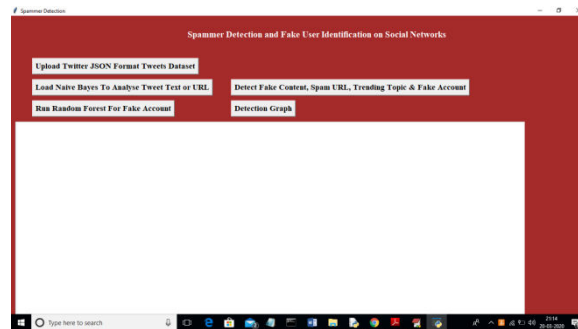 Spammer Detection
Spammer Detection and Fake User Identification on Social Networks
Upload Twitter JSON Format Tweets Dataset
Load Naive Bayes To Analyse Tweet Text or URL
Detect Fake Content, Spam URL, Trending Topic & Fake Account
Run Random Forest For Fake Account
Detection Graph
Type here to search
21:14
20-03-2020